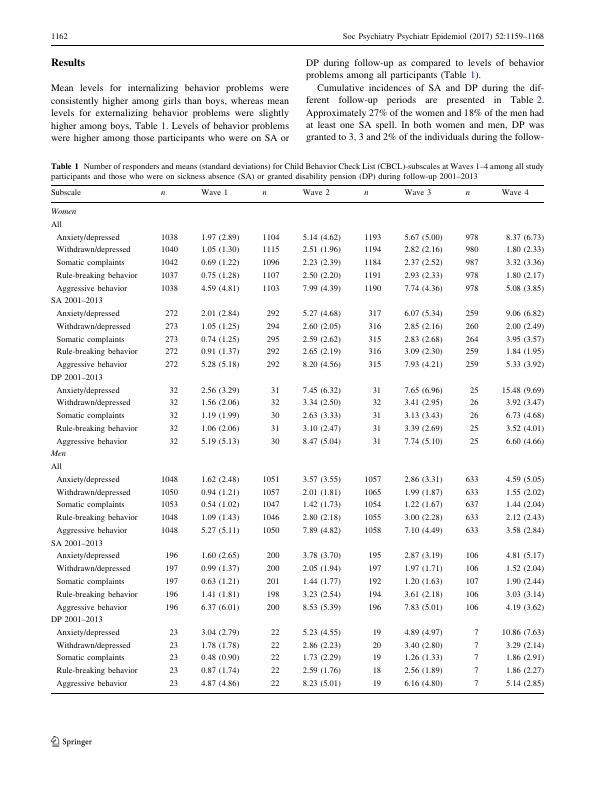 1162
Soc Psychiatry Psychiatr Epidemiol (2017) 52:1159–1168
Results
Mean levels for internalizing behavior problems were
consistently higher among girls than boys, whereas mean
levels for externalizing behavior problems were slightly
higher among boys, Table 1. Levels of behavior problems
were higher among those participants who were on SA or
DP during follow-up as compared to levels of behavior
problems among all participants (Table 1).
Cumulative incidences of SA and DP during the dif-
ferent follow-up periods are presented in Table 2.
Approximately 27% of the women and 18% of the men had
at least one SA spell. In both women and men, DP was
granted to 3, 3 and 2% of the individuals during the follow-
Table 1 Number of responders and means (standard deviations) for Child Behavior Check List (CBCL)-subscales at Waves 1–4 among all study
participants and those who were on sickness absence (SA) or granted disability pension (DP) during follow-up 2001–2013
Subscale n Wave 1 n Wave 2 n Wave 3 n Wave 4
Women
All
Anxiety/depressed 1038 1.97 (2.89) 1104 5.14 (4.62) 1193 5.67 (5.00) 978 8.37 (6.73)
Withdrawn/depressed 1040 1.05 (1.30) 1115 2.51 (1.96) 1194 2.82 (2.16) 980 1.80 (2.33)
Somatic complaints 1042 0.69 (1.22) 1096 2.23 (2.39) 1184 2.37 (2.52) 987 3.32 (3.36)
Rule-breaking behavior 1037 0.75 (1.28) 1107 2.50 (2.20) 1191 2.93 (2.33) 978 1.80 (2.17)
Aggressive behavior 1038 4.59 (4.81) 1103 7.99 (4.39) 1190 7.74 (4.36) 978 5.08 (3.85)
SA 2001–2013
Anxiety/depressed 272 2.01 (2.84) 292 5.27 (4.68) 317 6.07 (5.34) 259 9.06 (6.82)
Withdrawn/depressed 273 1.05 (1.25) 294 2.60 (2.05) 316 2.85 (2.16) 260 2.00 (2.49)
Somatic complaints 273 0.74 (1.25) 295 2.59 (2.62) 315 2.83 (2.68) 264 3.95 (3.57)
Rule-breaking behavior 272 0.91 (1.37) 292 2.65 (2.19) 316 3.09 (2.30) 259 1.84 (1.95)
Aggressive behavior 272 5.28 (5.18) 292 8.20 (4.56) 315 7.93 (4.21) 259 5.33 (3.92)
DP 2001–2013
Anxiety/depressed 32 2.56 (3.29) 31 7.45 (6.32) 31 7.65 (6.96) 25 15.48 (9.69)
Withdrawn/depressed 32 1.56 (2.06) 32 3.34 (2.50) 32 3.41 (2.95) 26 3.92 (3.47)
Somatic complaints 32 1.19 (1.99) 30 2.63 (3.33) 31 3.13 (3.43) 26 6.73 (4.68)
Rule-breaking behavior 32 1.06 (2.06) 31 3.10 (2.47) 31 3.39 (2.69) 25 3.52 (4.01)
Aggressive behavior 32 5.19 (5.13) 30 8.47 (5.04) 31 7.74 (5.10) 25 6.60 (4.66)
Men
All
Anxiety/depressed 1048 1.62 (2.48) 1051 3.57 (3.55) 1057 2.86 (3.31) 633 4.59 (5.05)
Withdrawn/depressed 1050 0.94 (1.21) 1057 2.01 (1.81) 1065 1.99 (1.87) 633 1.55 (2.02)
Somatic complaints 1053 0.54 (1.02) 1047 1.42 (1.73) 1054 1.22 (1.67) 637 1.44 (2.04)
Rule-breaking behavior 1048 1.09 (1.43) 1046 2.80 (2.18) 1055 3.00 (2.28) 633 2.12 (2.43)
Aggressive behavior 1048 5.27 (5.11) 1050 7.89 (4.82) 1058 7.10 (4.49) 633 3.58 (2.84)
SA 2001–2013
Anxiety/depressed 196 1.60 (2.65) 200 3.78 (3.70) 195 2.87 (3.19) 106 4.81 (5.17)
Withdrawn/depressed 197 0.99 (1.37) 200 2.05 (1.94) 197 1.97 (1.71) 106 1.52 (2.04)
Somatic complaints 197 0.63 (1.21) 201 1.44 (1.77) 192 1.20 (1.63) 107 1.90 (2.44)
Rule-breaking behavior 196 1.41 (1.81) 198 3.23 (2.54) 194 3.61 (2.18) 106 3.03 (3.14)
Aggressive behavior 196 6.37 (6.01) 200 8.53 (5.39) 196 7.83 (5.01) 106 4.19 (3.62)
DP 2001–2013
Anxiety/depressed 23 3.04 (2.79) 22 5.23 (4.55) 19 4.89 (4.97) 7 10.86 (7.63)
Withdrawn/depressed 23 1.78 (1.78) 22 2.86 (2.23) 20 3.40 (2.80) 7 3.29 (2.14)
Somatic complaints 23 0.48 (0.90) 22 1.73 (2.29) 19 1.26 (1.33) 7 1.86 (2.91)
Rule-breaking behavior 23 0.87 (1.74) 22 2.59 (1.76) 18 2.56 (1.89) 7 1.86 (2.27)
Aggressive behavior 23 4.87 (4.86) 22 8.23 (5.01) 19 6.16 (4.80) 7 5.14 (2.85)
Springer